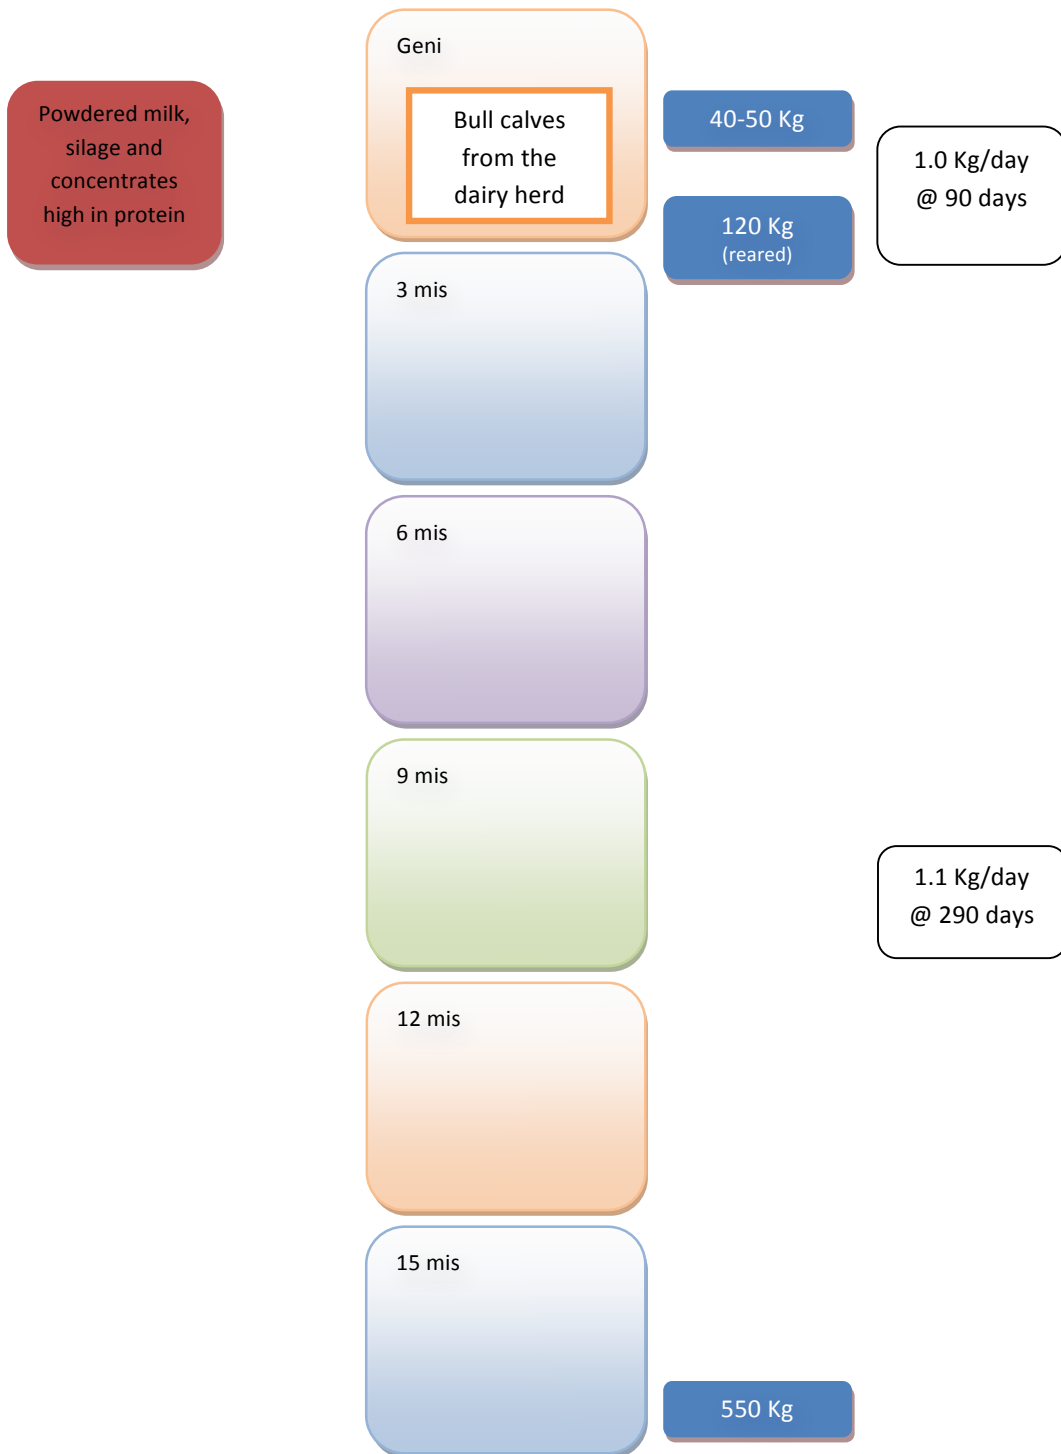 Geni
Powdered milk,
silage and
concentrates
high in protein
Bull calves
from the
dairy herd
40-50 Kg
1.0 Kg/day
@ 90 days
120 Kg
(reared)
3 mis
6 mis
9 mis
1.1 Kg/day
@ 290 days
12 mis
15 mis
550 Kg